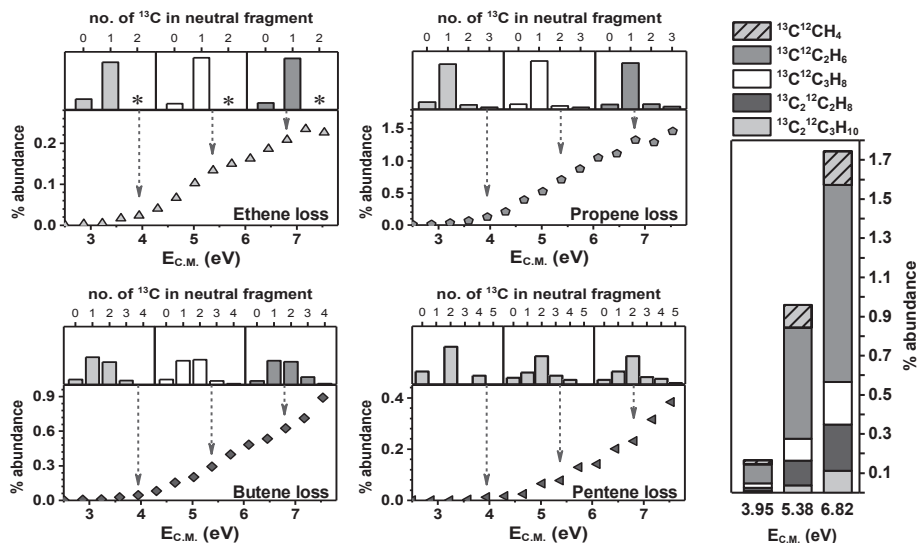 no. of ¹³C in neutral fragment
0 1 2 0 1 2 0 1 2
* * *
% abundance
0.2
0.1
0.0
Ethene loss
3 4 5 6 7
E_C.M. (eV)
no. of ¹³C in neutral fragment
0 1 2 3 0 1 2 3 0 1 2 3
% abundance
1.5
1.0
0.5
0.0
Propene loss
3 4 5 6 7
E_C.M. (eV)
no. of ¹³C in neutral fragment
0 1 2 3 4 0 1 2 3 4 0 1 2 3 4
% abundance
0.9
0.6
0.3
0.0
Butene loss
3 4 5 6 7
E_C.M. (eV)
no. of ¹³C in neutral fragment
0 1 2 3 4 5 0 1 2 3 4 5 0 1 2 3 4 5
% abundance
0.4
0.2
0.0
Pentene loss
3 4 5 6 7
E_C.M. (eV)
¹³C¹²CH₄
¹³C¹²C₂H₆
¹³C¹²C₃H₈
¹³C₂¹²C₂H₈
¹³C₂¹²C₃H₁₀
1.7
1.5
1.3
1.1
0.9
0.7
0.5
0.3
0.1
% abundance
3.95 5.38 6.82
E_C.M. (eV)